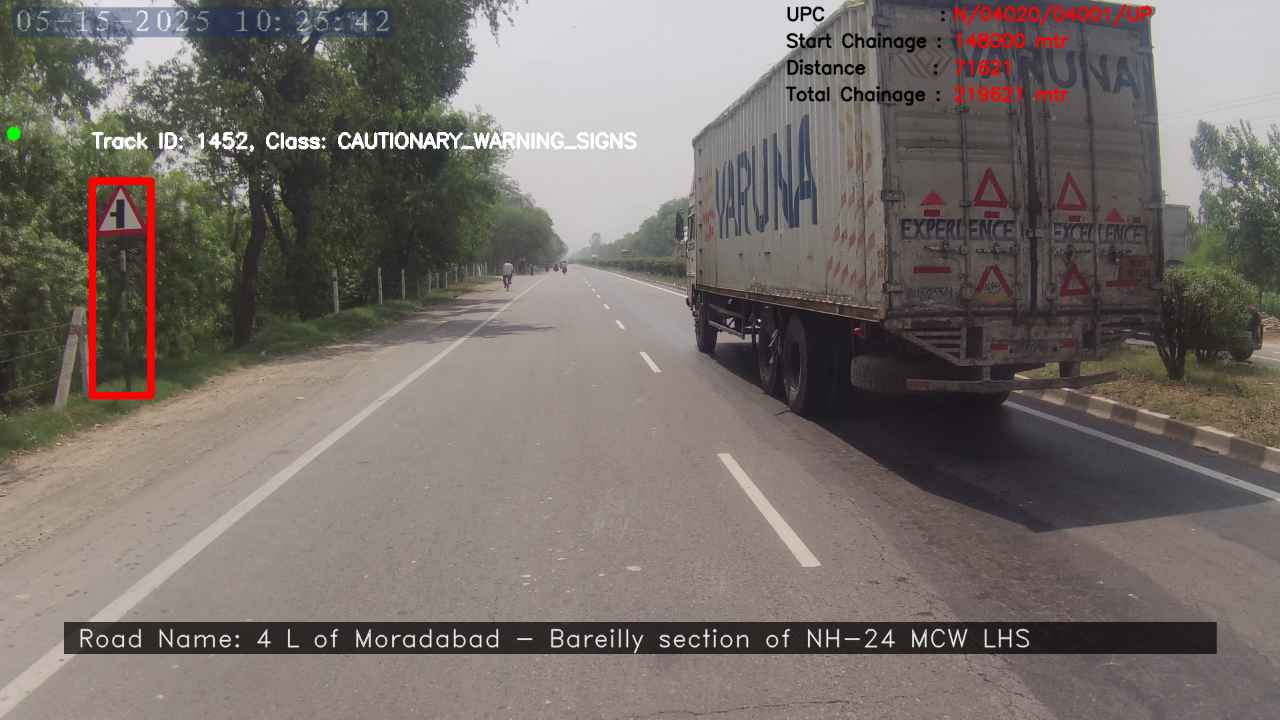 05-15-2025 10:25:42
UPC : N/04020/04001/UP
Start Chainage : 148000 mtr
Distance : 71621
Total Chainage : 219621 mtr
Track ID: 1452, Class: CAUTIONARY_WARNING_SIGNS
VARUNA
VARUNA
EXPERIENCE EXCELLENCE
Road Name: 4 L of Moradabad - Bareilly section of NH-24 MCW LHS